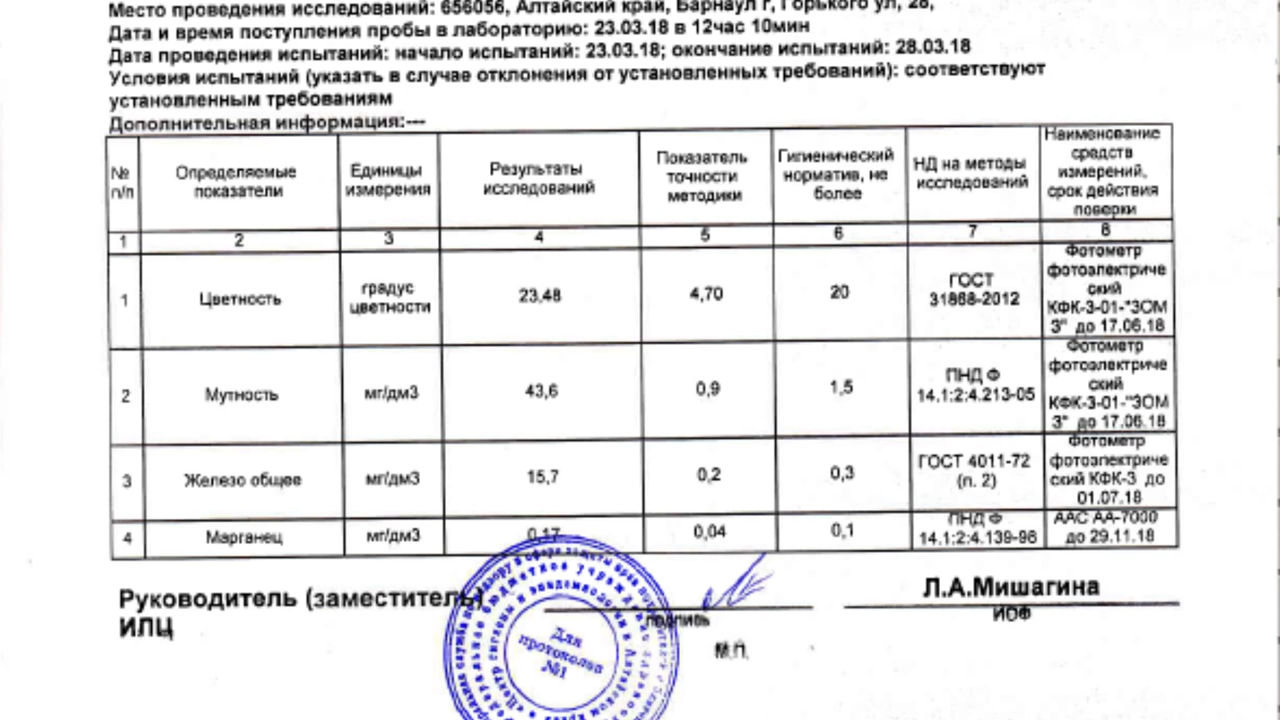 Место проведения исследований: 656056, Алтайский край, Барнаул г, Горького ул, 28,
Дата и время поступления пробы в лабораторию: 23.03.18 в 12час 10мин
Дата проведения испытаний: начало испытаний: 23.03.18; окончание испытаний: 28.03.18
Условия испытаний (указать в случае отклонения от установленных требований): соответствуют
установленным требованиям
Дополнительная информация:---
№ п/п
Определяемые показатели
Единицы измерения
Результаты исследований
Показатель точности методики
Гигиенический норматив, не более
НД на методы исследований
Наименование средств измерений, срок действия поверки
1 2 3 4 5 6 7 8
1 Цветность градус цветности 23,48 4,70 20 ГОСТ 31868-2012 Фотометр фотоэлектрический КФК-3-01-"ЗОМЗ" до 17.06.18
2 Мутность мг/дм3 43,6 0,9 1,5 ПНД Ф 14.1:2:4.213-05 Фотометр фотоэлектрический КФК-3-01-"ЗОМЗ" до 17.06.18
3 Железо общее мг/дм3 15,7 0,2 0,3 ГОСТ 4011-72 (п. 2) Фотометр фотоэлектрический КФК-3 до 01.07.18
4 Марганец мг/дм3 0,17 0,04 0,1 ПНД Ф 14.1:2:4.139-98 ААС АА-7000 до 29.11.18
Руководитель (заместитель)
ИЛЦ
подпись
М.П.
Л.А.Мишагина
ИОФ
Для
протоколов
№1